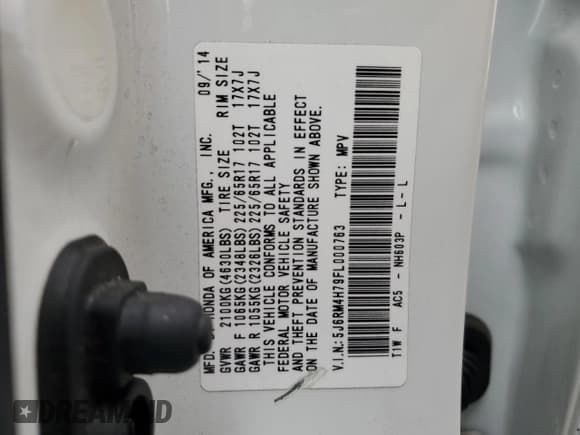 MFD. HONDA OF AMERICA MFG., INC. 09/'14
GVWR 2100KG(4630LBS) TIRE SIZE RIM SIZE
GAWR F 1065KG(2348LBS) 225/65R17 102T 17X7J
GAWR R 1055KG(2326LBS) 225/65R17 102T 17X7J
THIS VEHICLE CONFORMS TO ALL APPLICABLE
FEDERAL MOTOR VEHICLE SAFETY
AND THEFT PREVENTION STANDARDS IN EFFECT
ON THE DATE OF MANUFACTURE SHOWN ABOVE.
V.I.N.: 5J6RM4H79FL000763 TYPE: MPV
T1W F AC5 - NH603P - L - L
DREAMBID